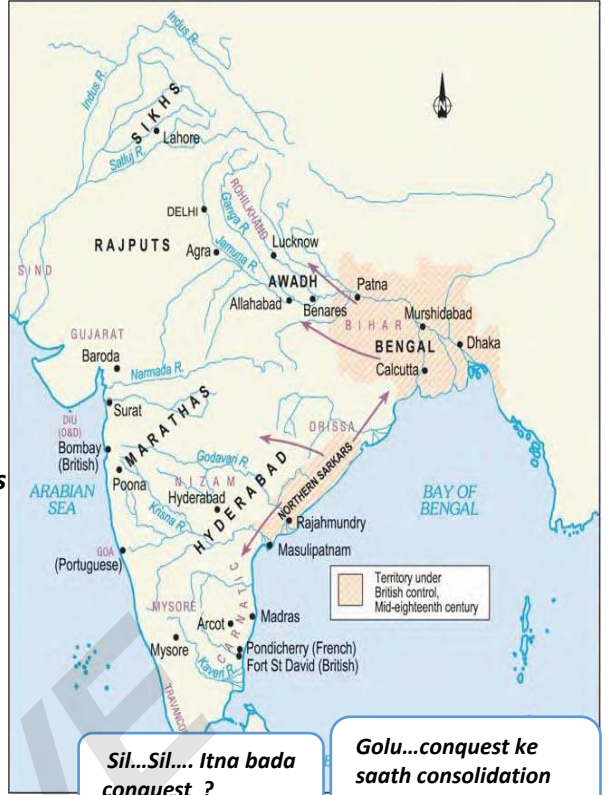 Indus R.
Indus R.
SIKHS
Lahore
Satluj R.
DELHI
ROHILKHAND
Ganga R.
RAJPUTS
Agra
Jamuna R.
Lucknow
AWADH
SIND
Allahabad
Benares
Patna
BIHAR
Murshidabad
BENGAL
Dhaka
GUJARAT
Baroda
Calcutta
Narmada R.
Surat
DIU
(O&D)
MARATHAS
ORISSA
Bombay
(British)
Godavari R.
NIZAM
Poona
Hyderabad
HYDERABAD
NORTHERN SARKARS
s
ARABIAN
SEA
BAY OF
BENGAL
Krisna R.
Rajahmundry
GOA
(Portuguese)
Masulipatnam
Territory under
British control,
Mid-eighteenth century
MYSORE
CARNATIC
Madras
Arcot
Mysore
Pondicherry (French)
Fort St David (British)
Kaveri R.
TRAVANCO
Sil...Sil.... Itna bada
conquest ?
Golu...conquest ke
saath consolidation